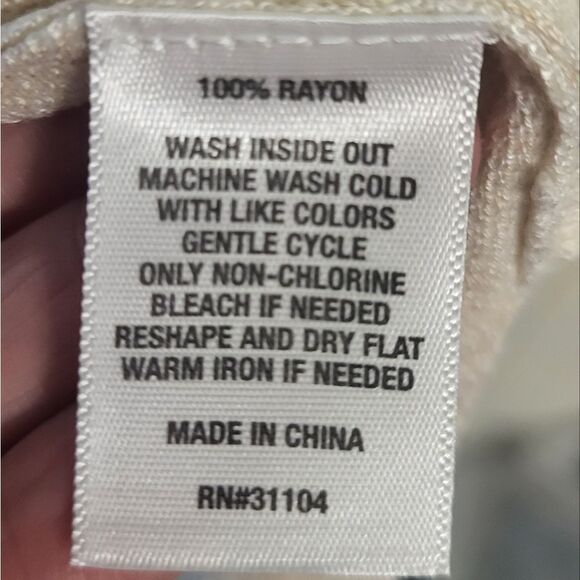 100% RAYON
WASH INSIDE OUT
MACHINE WASH COLD
WITH LIKE COLORS
GENTLE CYCLE
ONLY NON-CHLORINE
BLEACH IF NEEDED
RESHAPE AND DRY FLAT
WARM IRON IF NEEDED
MADE IN CHINA
RN#31104